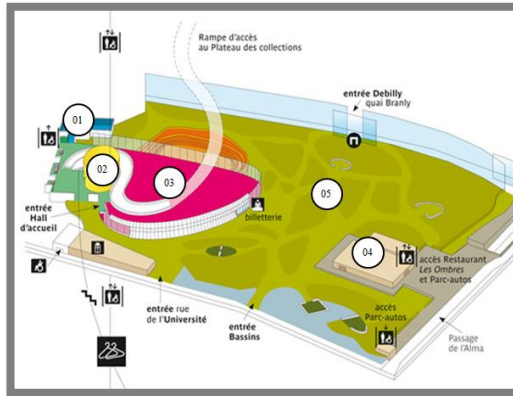 Rampe d'accès
au Plateau des collections
entrée Debilly
quai Branly
01
02
03
05
04
entrée
Hall
d'accueil
billetterie
accès Restaurant
Les Ombres
et Parc-autos
entrée rue
de l'Université
entrée
Bassins
accès
Parc-autos
Passage
de l'Alma